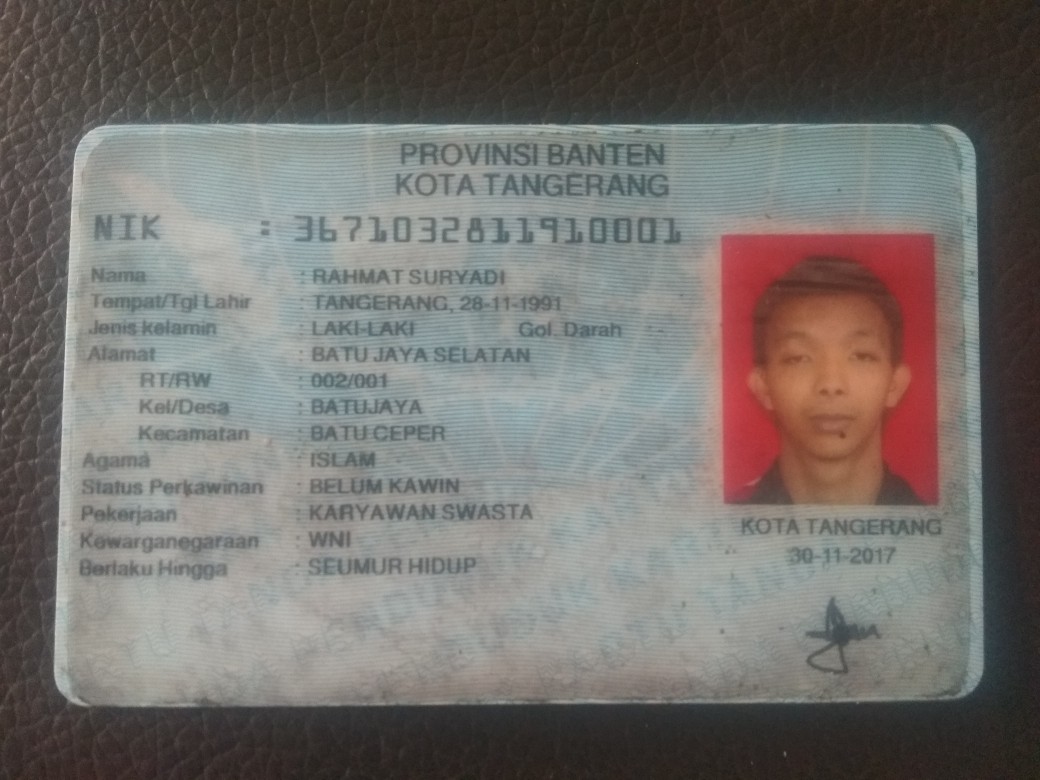 PROVINSI BANTEN
KOTA TANGERANG
NIK : 3671032811910001
Nama : RAHMAT SURYADI
Tempat/Tgl Lahir : TANGERANG, 28-11-1991
Jenis kelamin : LAKI-LAKI Gol. Darah : -
Alamat : BATU JAYA SELATAN
RT/RW : 002/001
Kel/Desa : BATUJAYA
Kecamatan : BATU CEPER
Agama : ISLAM
Status Perkawinan : BELUM KAWIN
Pekerjaan : KARYAWAN SWASTA
Kewarganegaraan : WNI
Berlaku Hingga : SEUMUR HIDUP
KOTA TANGERANG
30-11-2017